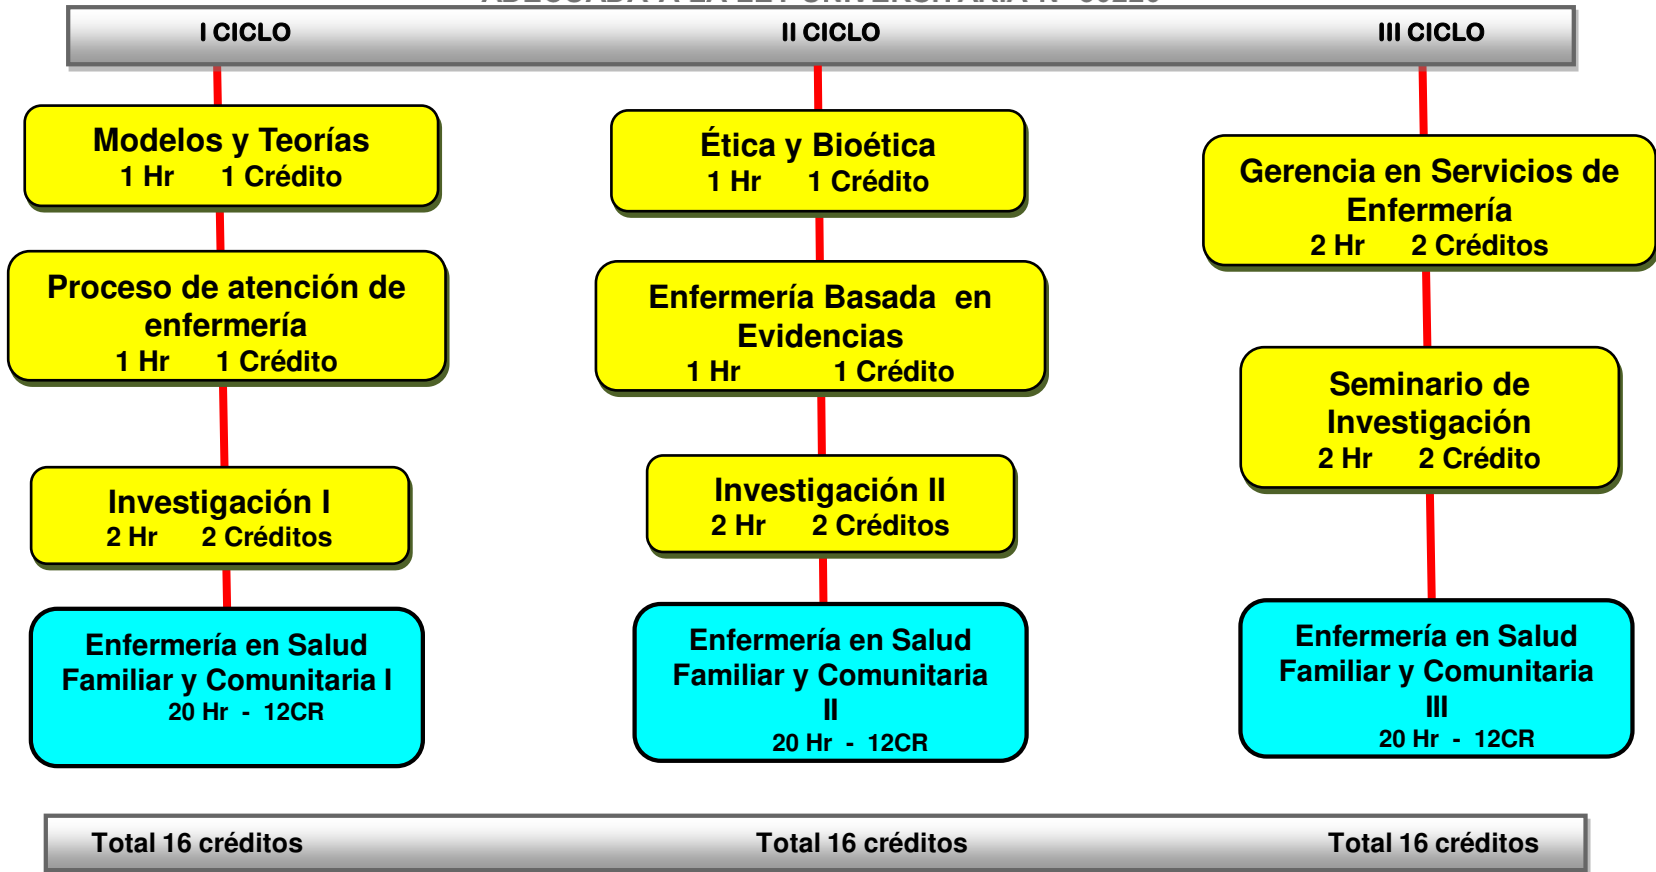 I CICLO
II CICLO
III CICLO
Modelos y Teorías
1 Hr 1 Crédito
Proceso de atención de
enfermería
1 Hr 1 Crédito
Investigación I
2 Hr 2 Créditos
Enfermería en Salud
Familiar y Comunitaria I
20 Hr - 12CR
Ética y Bioética
1 Hr 1 Crédito
Enfermería Basada en
Evidencias
1 Hr 1 Crédito
Investigación II
2 Hr 2 Créditos
Enfermería en Salud
Familiar y Comunitaria
II
20 Hr - 12CR
Gerencia en Servicios de
Enfermería
2 Hr 2 Créditos
Seminario de
Investigación
2 Hr 2 Crédito
Enfermería en Salud
Familiar y Comunitaria
III
20 Hr - 12CR
Total 16 créditos
Total 16 créditos
Total 16 créditos